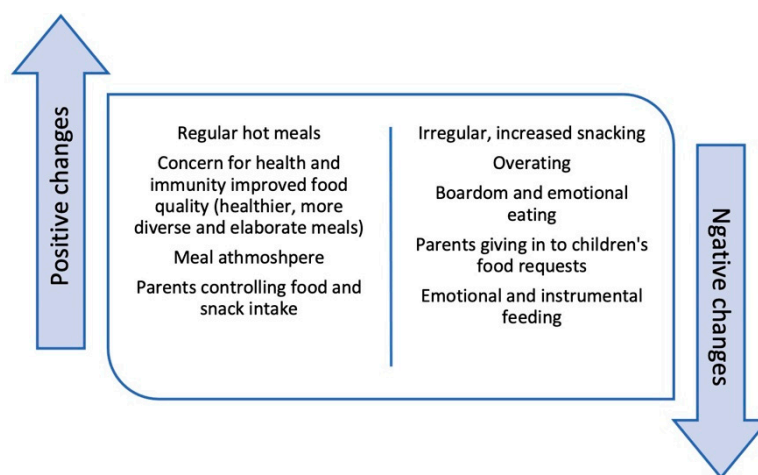 Positive changes
Regular hot meals
Concern for health and
immunity improved food
quality (healthier, more
diverse and elaborate meals)
Meal athmoshpere
Parents controlling food and
snack intake
Irregular, increased snacking
Overating
Boardom and emotional
eating
Parents giving in to children's
food requests
Emotional and instrumental
feeding
Ngative changes